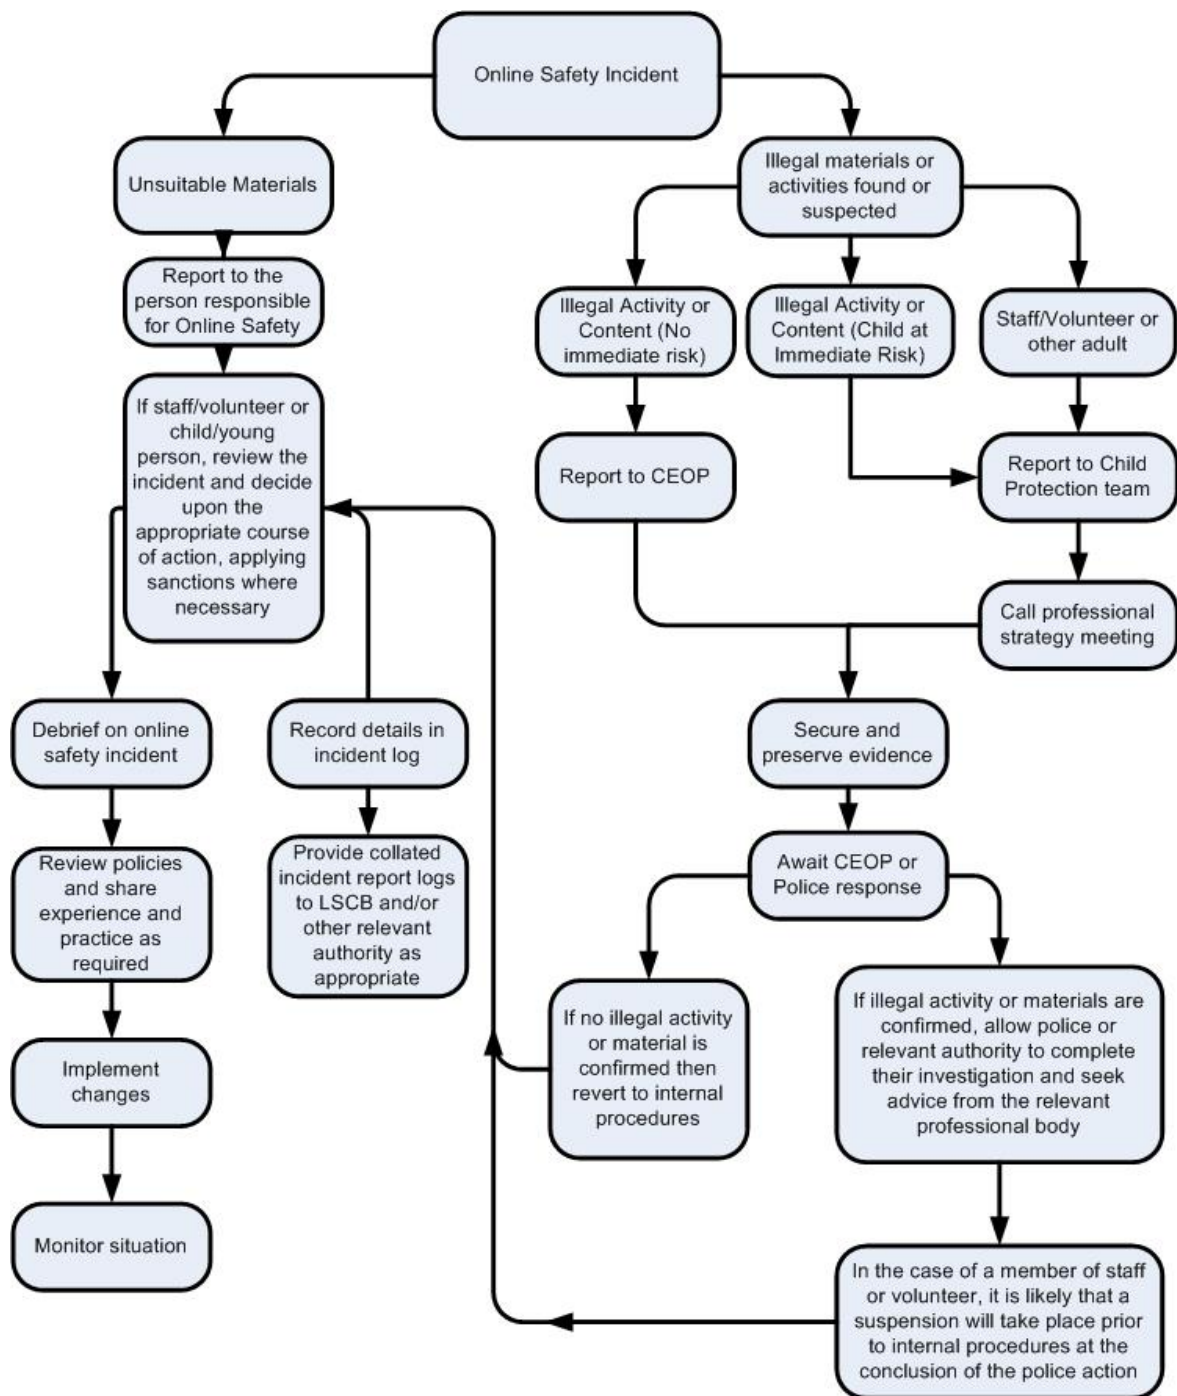 Online Safety Incident
Unsuitable Materials
Report to the
person responsible
for Online Safety
If staff/volunteer or
child/young
person, review the
incident and decide
upon the
appropriate course
of action, applying
sanctions where
necessary
Debrief on online
safety incident
Review policies
and share
experience and
practice as
required
Implement
changes
Monitor situation
Record details in
incident log
Provide collated
incident report logs
to LSCB and/or
other relevant
authority as
appropriate
Illegal materials or
activities found or
suspected
Illegal Activity or
Content (No
immediate risk)
Illegal Activity or
Content (Child at
Immediate Risk)
Staff/Volunteer or
other adult
Report to CEOP
Report to Child
Protection team
Call professional
strategy meeting
Secure and
preserve evidence
Await CEOP or
Police response
If no illegal activity
or material is
confirmed then
revert to internal
procedures
If illegal activity or materials are
confirmed, allow police or
relevant authority to complete
their investigation and seek
advice from the relevant
professional body
In the case of a member of staff
or volunteer, it is likely that a
suspension will take place prior
to internal procedures at the
conclusion of the police action